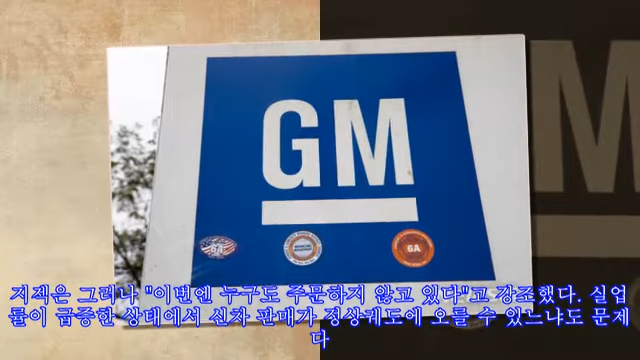 GM
6A
지잭은 그러나 "이번엔 누구도 주문하지 않고 있다"고 강조했다. 실업
률이 급증한 상태에서 신차 판매가 정상궤도에 오를 수 있느냐도 문제
다